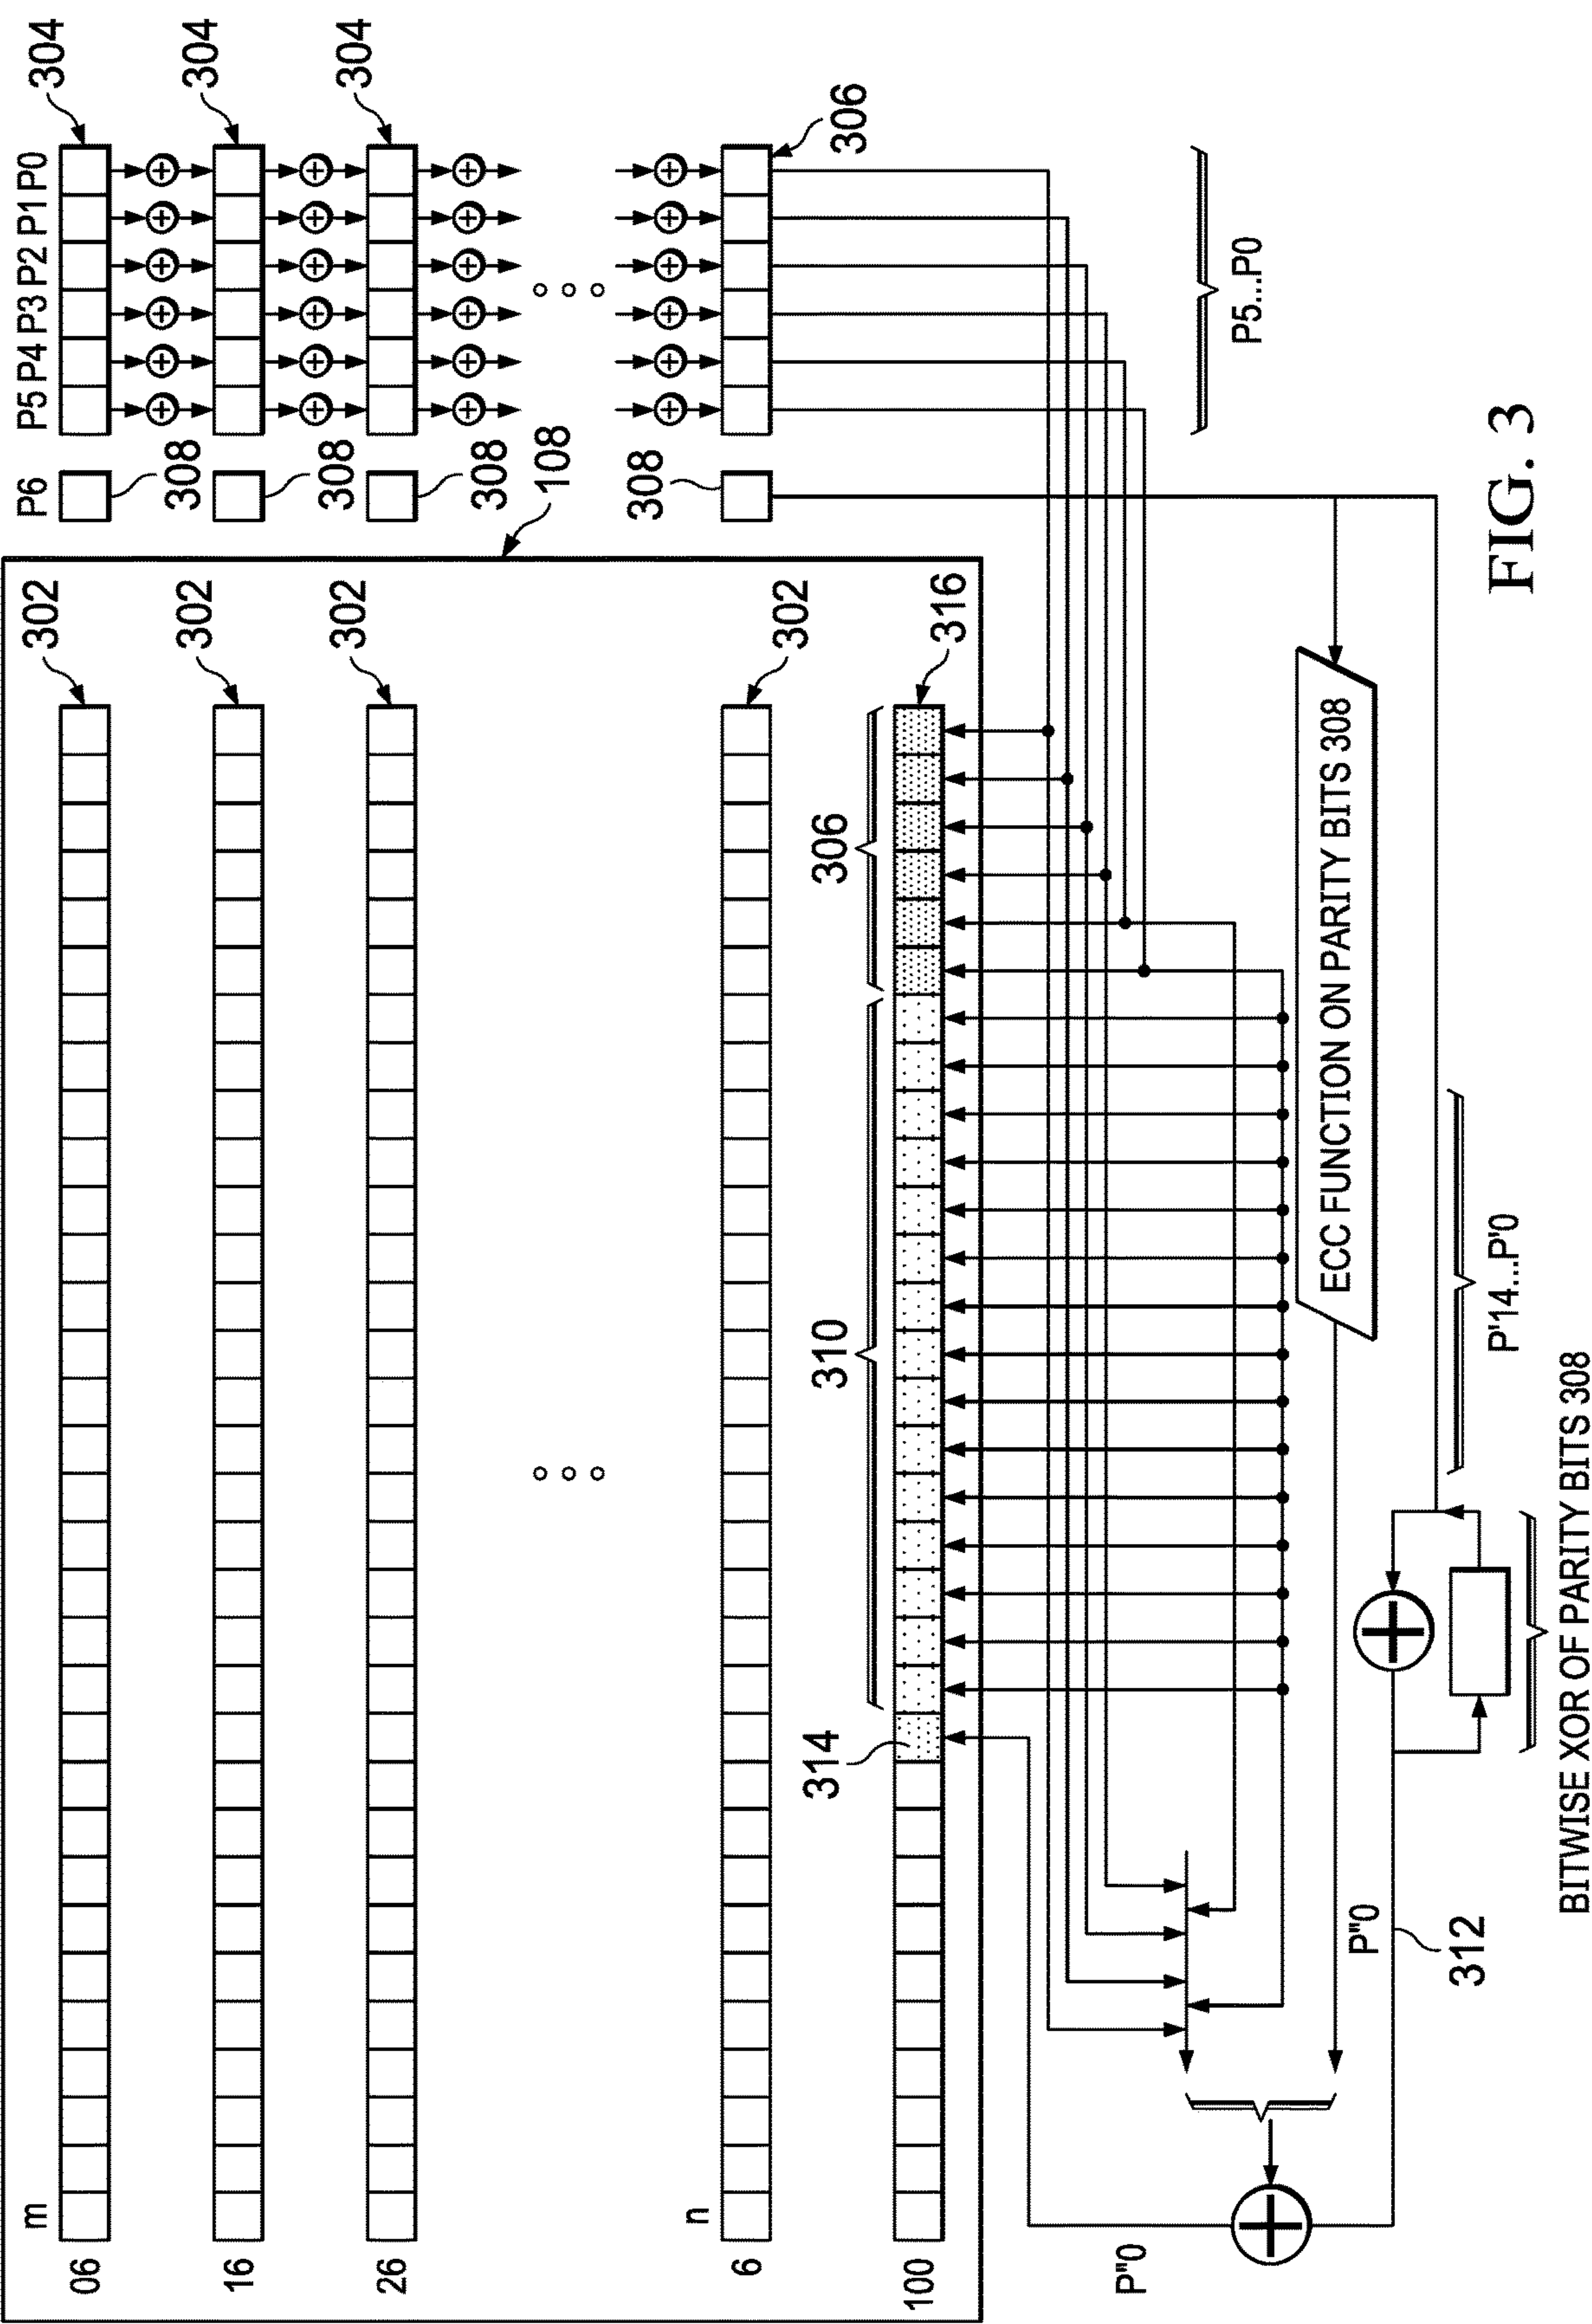 m
302
P6
P5 P4 P3 P2 P1 P0
304
06
308
302
304
16
308
302
304
26
308
108
n
308
302
306
6
314
310
306
316
100
P"0
P5...P0
ECC FUNCTION ON PARITY BITS 308
P"0
312
P'14...P'0
FIG. 3
BITWISE XOR OF PARITY BITS 308